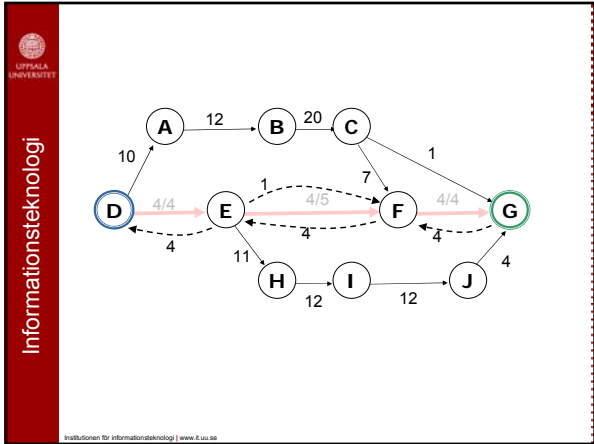 UPPSALA
UNIVERSITET
Informationsteknologi
A
12
B
20
C
10
1
7
1
D
4/4
E
4/5
F
4/4
G
4
4
4
11
H
12
I
12
J
4
Institutionen för informationsteknologi | www.it.uu.se